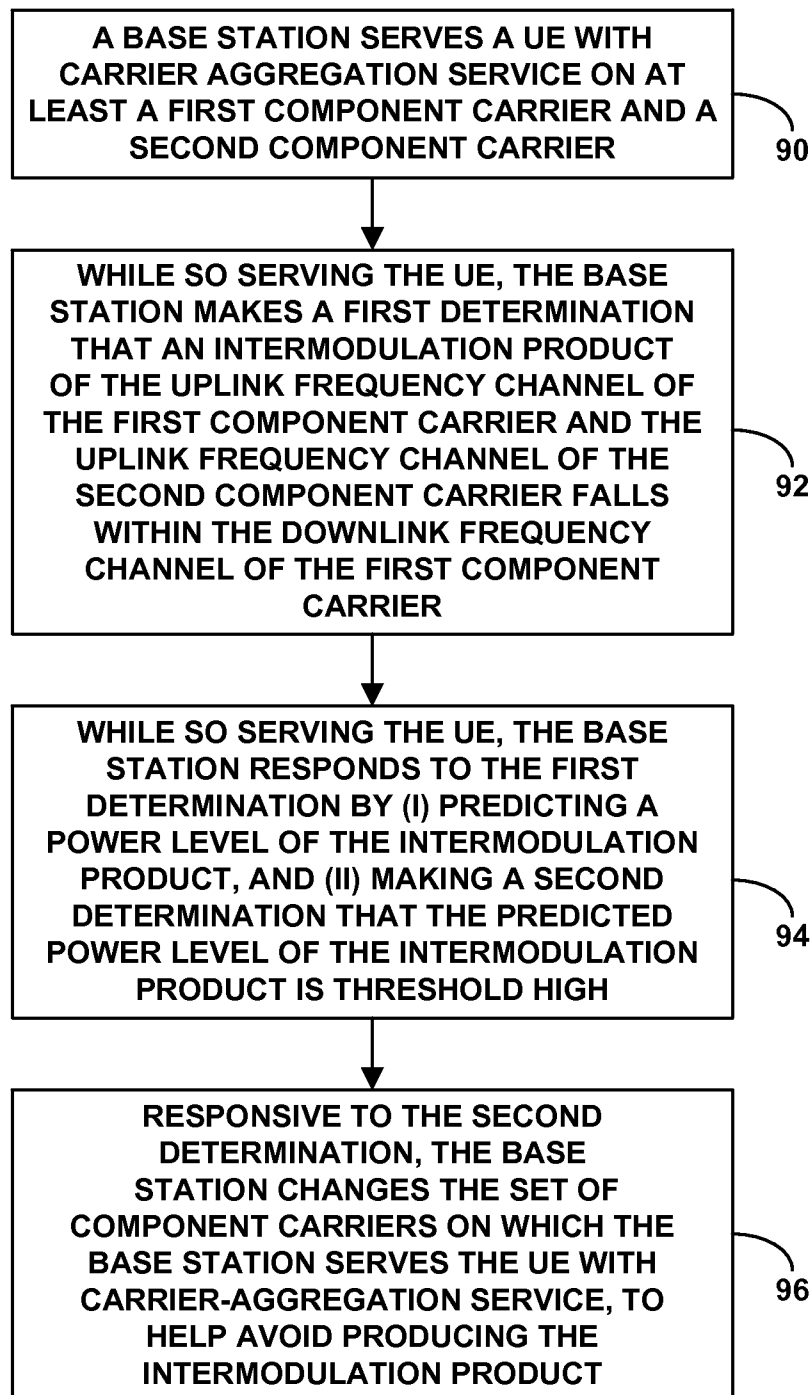 A BASE STATION SERVES A UE WITH
CARRIER AGGREGATION SERVICE ON AT
LEAST A FIRST COMPONENT CARRIER AND A
SECOND COMPONENT CARRIER
90
WHILE SO SERVING THE UE, THE BASE
STATION MAKES A FIRST DETERMINATION
THAT AN INTERMODULATION PRODUCT
OF THE UPLINK FREQUENCY CHANNEL OF
THE FIRST COMPONENT CARRIER AND THE
UPLINK FREQUENCY CHANNEL OF THE
SECOND COMPONENT CARRIER FALLS
WITHIN THE DOWNLINK FREQUENCY
CHANNEL OF THE FIRST COMPONENT
CARRIER
92
WHILE SO SERVING THE UE, THE BASE
STATION RESPONDS TO THE FIRST
DETERMINATION BY (I) PREDICTING A
POWER LEVEL OF THE INTERMODULATION
PRODUCT, AND (II) MAKING A SECOND
DETERMINATION THAT THE PREDICTED
POWER LEVEL OF THE INTERMODULATION
PRODUCT IS THRESHOLD HIGH
94
RESPONSIVE TO THE SECOND
DETERMINATION, THE BASE
STATION CHANGES THE SET OF
COMPONENT CARRIERS ON WHICH THE
BASE STATION SERVES THE UE WITH
CARRIER-AGGREGATION SERVICE, TO
HELP AVOID PRODUCING THE
INTERMODULATION PRODUCT
96